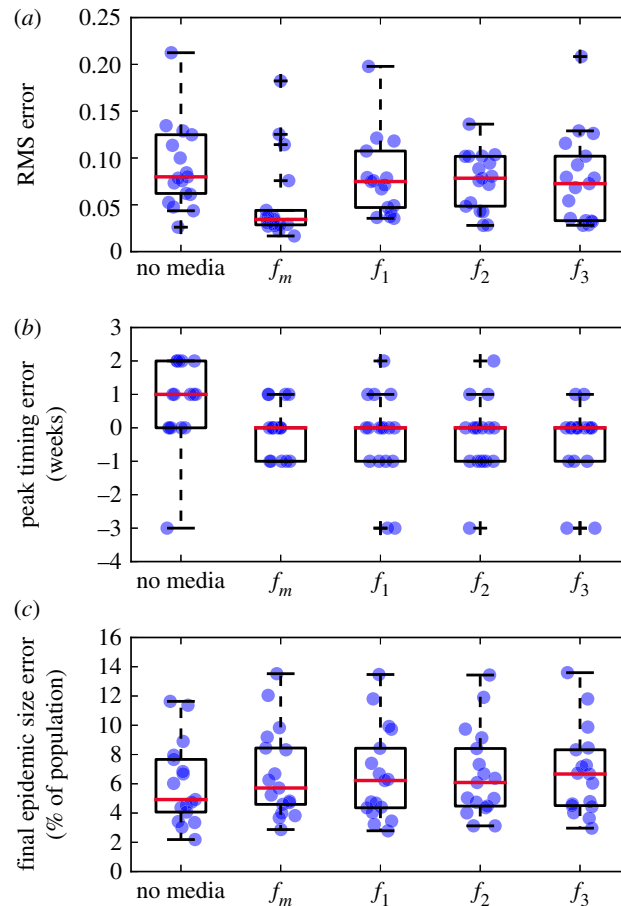 (a)
RMS error
0.25
0.20
0.15
0.10
0.05
0
no media f_m f_1 f_2 f_3
(b)
peak timing error
(weeks)
3
2
1
0
−1
−2
−3
−4
no media f_m f_1 f_2 f_3
(c)
final epidemic size error
(% of population)
16
14
12
10
8
6
4
2
0
no media f_m f_1 f_2 f_3